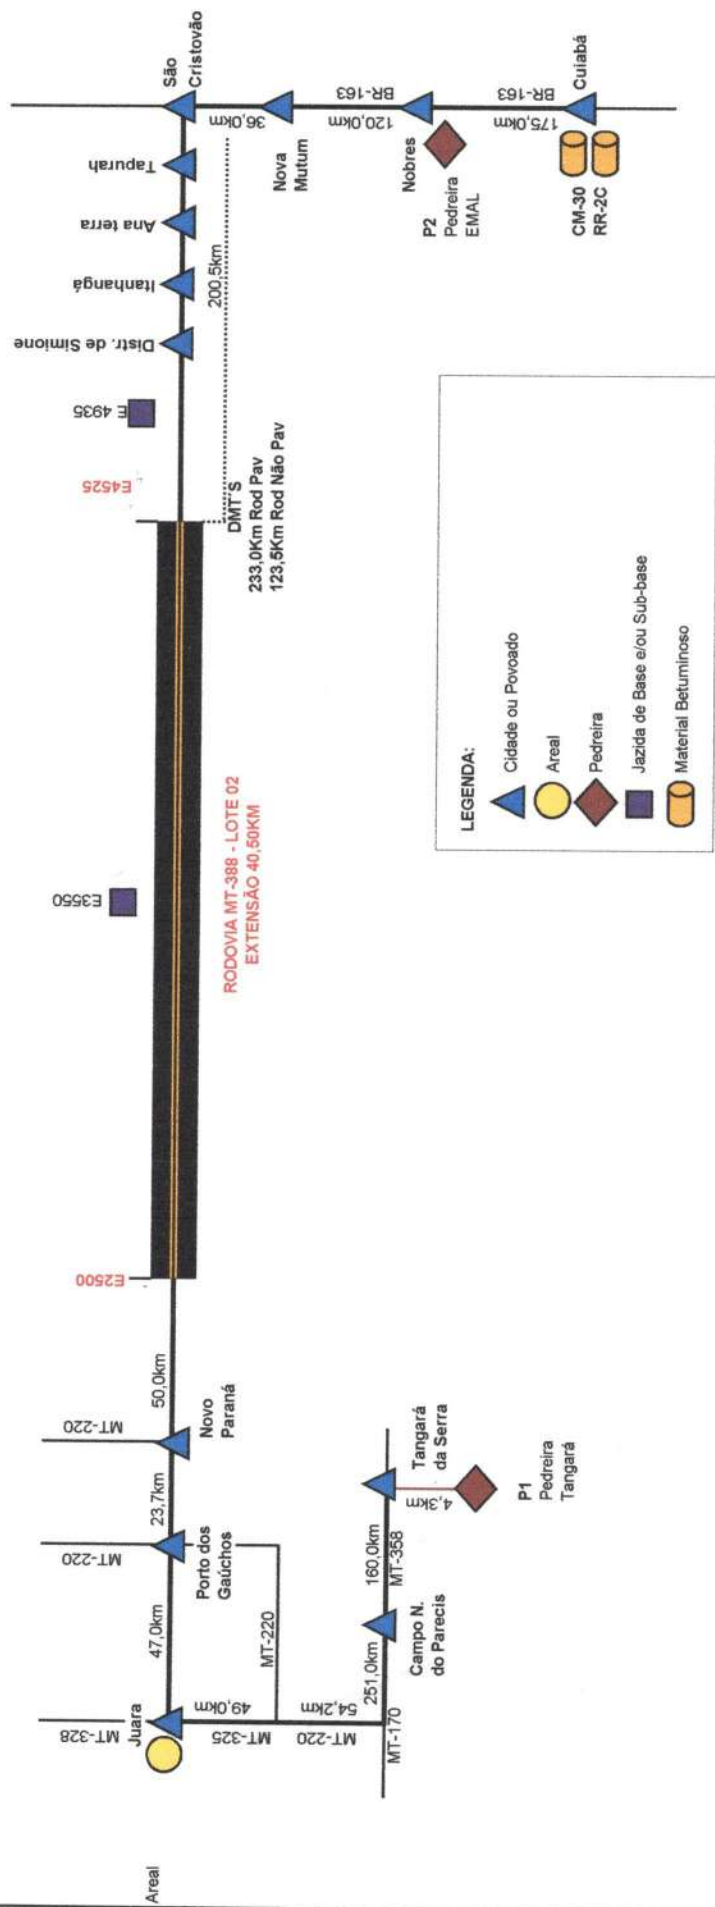 Areal
Juara
MT-328
47,0km
Porto dos
Gaúchos
MT-220
23,7km
Novo
Paraná
MT-220
50,0km
E2500
RODOVIA MT-388 - LOTE 02
EXTENSÃO 40,50KM
E3550
E4525
E 4935
DMT´S
233,0Km Rod Pav
123,5Km Rod Não Pav
200,5km
Distr. de Simione
Itanhangá
Ana terra
Tapurah
São
Cristovão
36,0km
Nova
Mutum
120,0km
BR-163
Nobres
P2
Pedreira
EMAL
175,0km
BR-163
Cuiabá
CM-30
RR-2C
49,0km
MT-325
MT-220
54,2km
MT-220
MT-170
251,0km
Campo N.
do Parecis
160,0km
MT-358
Tangará
da Serra
4,3km
P1
Pedreira
Tangará
LEGENDA:
Cidade ou Povoado
Areal
Pedreira
Jazida de Base e/ou Sub-base
Material Betuminoso